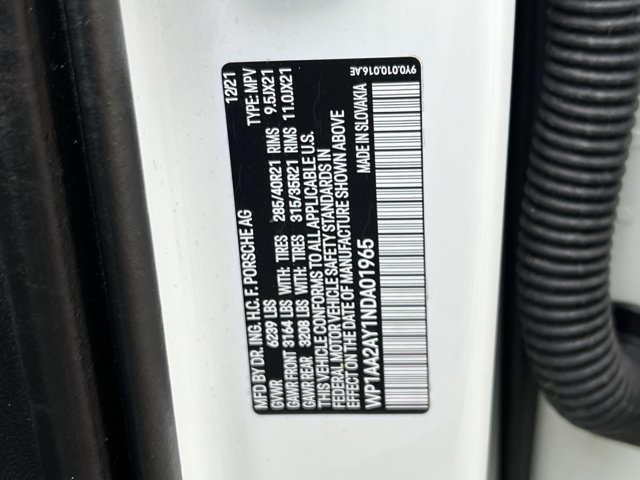 MFD BY DR. ING. H.C. F. PORSCHE AG 12/21
GVWR 6239 LBS TYPE: MPV
GAWR FRONT 3164 LBS WITH: TIRES 285/40R21 RIMS 9.5JX21
GAWR REAR 3208 LBS WITH: TIRES 315/35R21 RIMS 11.0JX21
THIS VEHICLE CONFORMS TO ALL APPLICABLE U.S.
FEDERAL MOTOR VEHICLE SAFETY STANDARDS IN
EFFECT ON THE DATE OF MANUFACTURE SHOWN ABOVE
WP1AA2AY1NDA01965 MADE IN SLOVAKIA 9Y0.010.016.AE